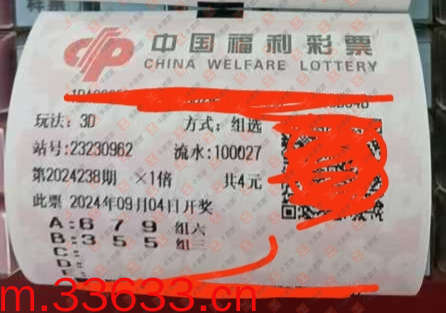 中国福利彩票
CHINA WELFARE LOTTERY
玩法:3D 方式:组选
站号:23230962 流水:100027
第2024238期 ×1倍 共4元
此票 2024年09月04日开奖
A:6 7 9 组六
B:3 5 5 组三
C:
D:
m.33633.cn